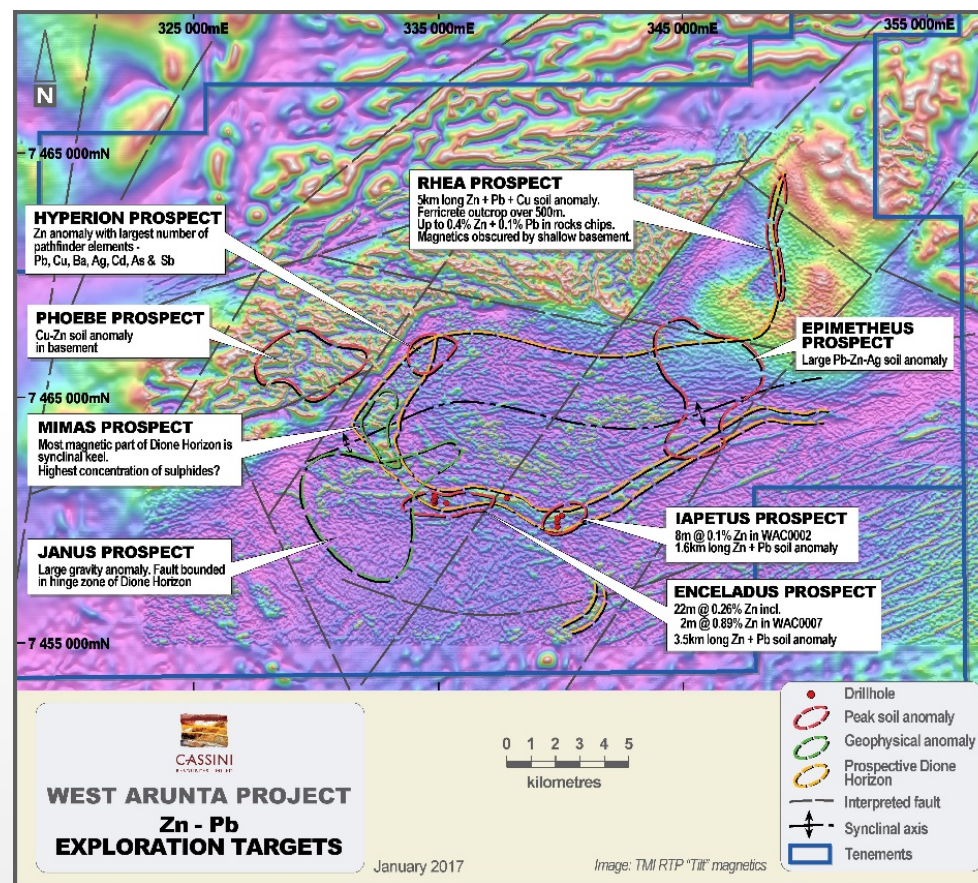 325 000mE
335 000mE
345 000mE
355 000mE
N
7 465 000mN
RHEA PROSPECT
5km long Zn + Pb + Cu soil anomaly.
Ferricrete outcrop over 500m.
Up to 0.4% Zn + 0.1% Pb in rocks chips.
Magnetics obscured by shallow basement.
HYPERION PROSPECT
Zn anomaly with largest number of
pathfinder elements -
Pb, Cu, Ba, Ag, Cd, As & Sb
PHOEBE PROSPECT
Cu-Zn soil anomaly
in basement
EPIMETHEUS
PROSPECT
Large Pb-Zn-Ag soil anomaly
7 465 000mN
MIMAS PROSPECT
Most magnetic part of Dione Horizon is
synclinal keel.
Highest concentration of sulphides?
JANUS PROSPECT
Large gravity anomaly. Fault bounded
in hinge zone of Dione Horizon
IAPETUS PROSPECT
8m @ 0.1% Zn in WAC0002
1.6km long Zn + Pb soil anomaly
ENCELADUS PROSPECT
22m @ 0.26% Zn incl.
2m @ 0.89% Zn in WAC0007
3.5km long Zn + Pb soil anomaly
7 455 000mN
CASSINI
RESOURCES LIMITED
WEST ARUNTA PROJECT
Zn - Pb
EXPLORATION TARGETS
January 2017
0 1 2 3 4 5
kilometres
Image: TMI RTP "Tilt" magnetics
Drillhole
Peak soil anomaly
Geophysical anomaly
Prospective Dione
Horizon
Interpreted fault
Synclinal axis
Tenements